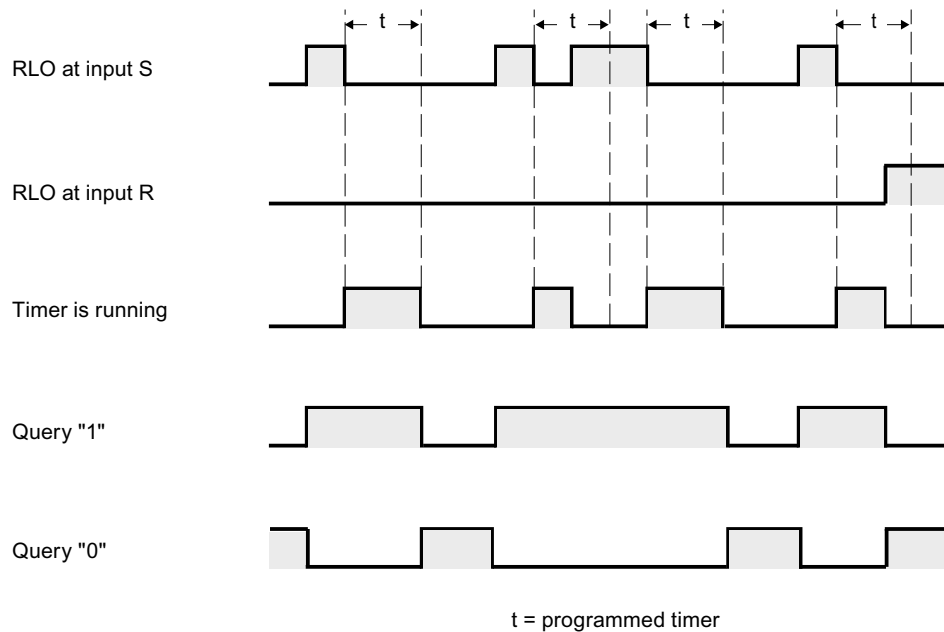 t t t t
RLO at input S
RLO at input R
Timer is running
Query "1"
Query "0"
t = programmed timer